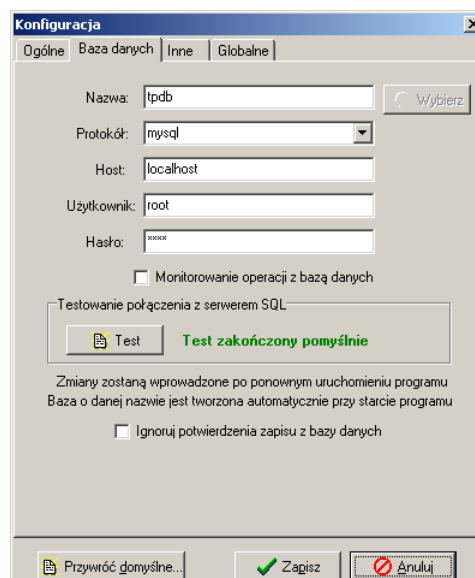 Konfiguracja
Ogólne Baza danych Inne Globalne
Nazwa: tpdb Wybierz
Protokół: mysql
Host: localhost
Użytkownik: root
Hasło: ****
Monitorowanie operacji z bazą danych
Testowanie połączenia z serwerem SQL
Test Test zakończony pomyślnie
Zmiany zostaną wprowadzone po ponownym uruchomieniu programu
Baza o danej nazwie jest tworzona automatycznie przy starcie programu
Ignoruj potwierdzenia zapisu z bazy danych
Przywróć domyślne... Zapisz Anuluj